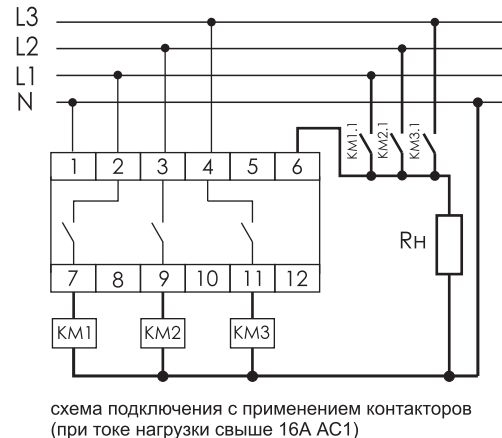 L3
L2
L1
N
KM1.1
KM2.1
KM3.1
1 2 3 4 5 6
Rн
7 8 9 10 11 12
KM1 KM2 KM3
схема подключения с применением контакторов
(при токе нагрузки свыше 16А АС1)